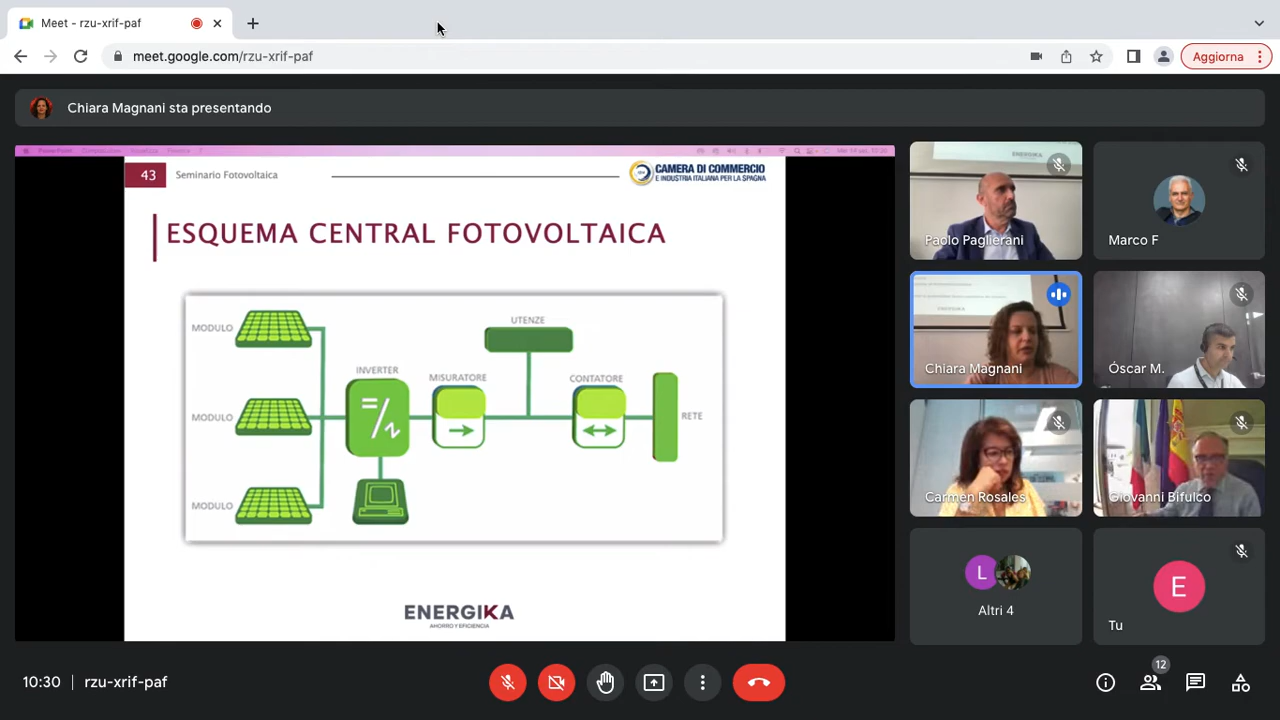 Meet - rzu-xrif-paf
meet.google.com/rzu-xrif-paf
Aggiorna
Chiara Magnani sta presentando
43
Seminario Fotovoltaica
CAMERA DI COMMERCIO
E INDUSTRIA ITALIANA PER LA SPAGNA
ESQUEMA CENTRAL FOTOVOLTAICA
MODULO
UTENZE
INVERTER
MISURATORE
CONTATORE
MODULO
RETE
MODULO
ENERGIKA
AHORRO Y EFICIENCIA
Paolo Paglierani
Marco F
Chiara Magnani
Óscar M.
Carmen Rosales
Giovanni Bifulco
L
Altri 4
E
Tu
10:30
rzu-xrif-paf
12